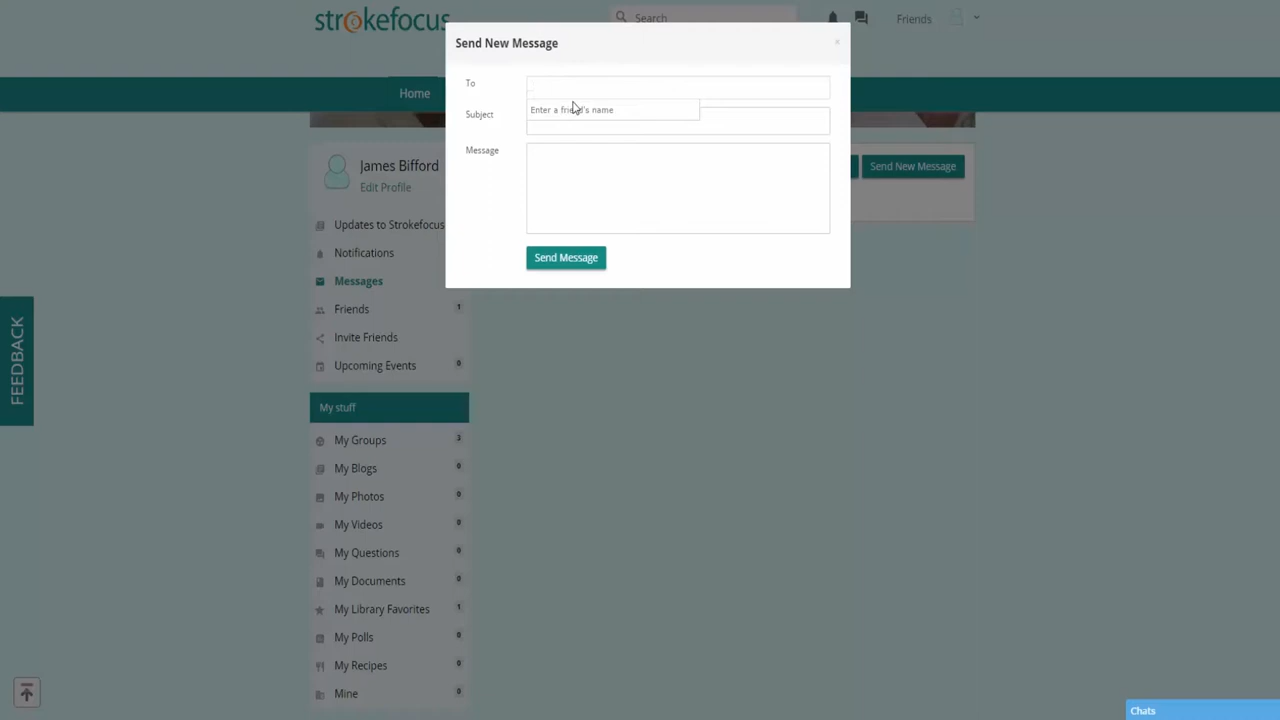 strokefocus
Search
Friends
Send New Message
×
Home
To
Enter a friend's name
Subject
Message
Send Message
Send New Message
James Bifford
Edit Profile
Updates to Strokefocus
Notifications
Messages
Friends 1
Invite Friends
Upcoming Events 0
FEEDBACK
My stuff
My Groups 3
My Blogs 0
My Photos 0
My Videos 0
My Questions 0
My Documents 0
My Library Favorites 1
My Polls 0
My Recipes 0
Mine 0
Chats